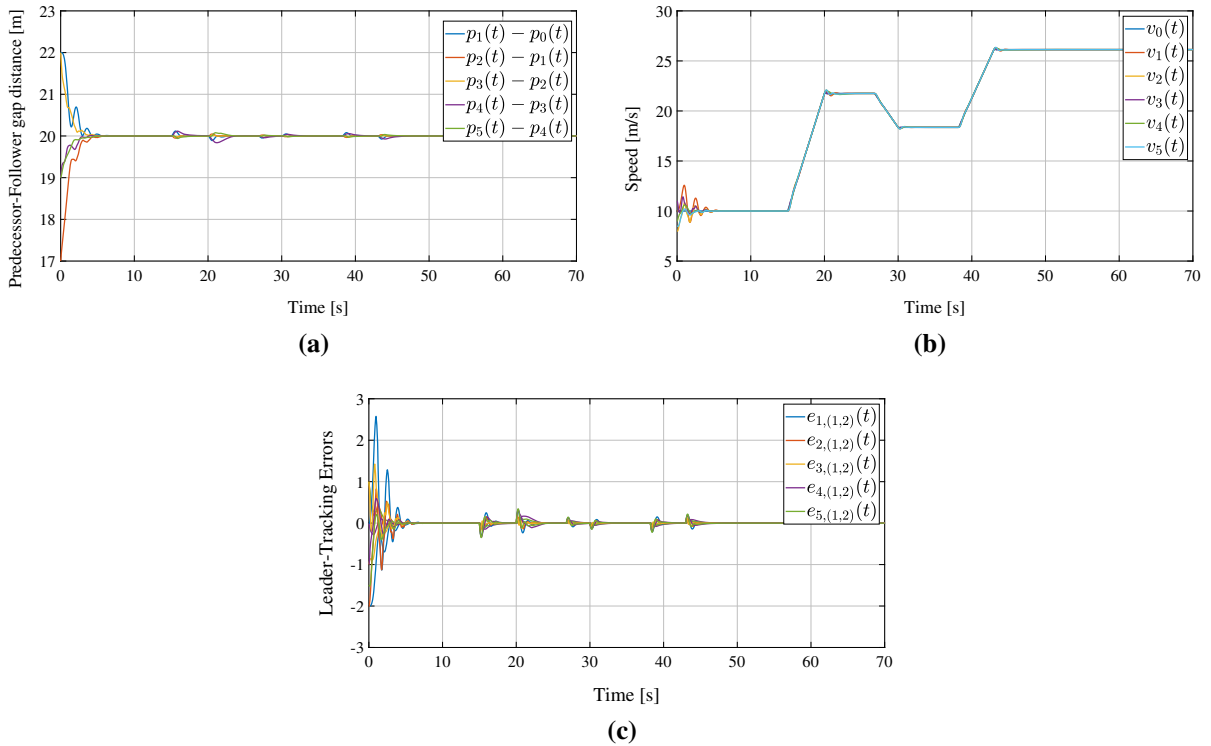 Predecessor-Follower gap distance [m]
23
22
21
20
19
18
17
p₁(t) − p₀(t)
p₂(t) − p₁(t)
p₃(t) − p₂(t)
p₄(t) − p₃(t)
p₅(t) − p₄(t)
0 10 20 30 40 50 60 70
Time [s]
(a)
Speed [m/s]
30
25
20
15
10
5
v₀(t)
v₁(t)
v₂(t)
v₃(t)
v₄(t)
v₅(t)
0 10 20 30 40 50 60 70
Time [s]
(b)
Leader-Tracking Errors
3
2
1
0
-1
-2
-3
e₁,₍₁,₂₎(t)
e₂,₍₁,₂₎(t)
e₃,₍₁,₂₎(t)
e₄,₍₁,₂₎(t)
e₅,₍₁,₂₎(t)
0 10 20 30 40 50 60 70
Time [s]
(c)